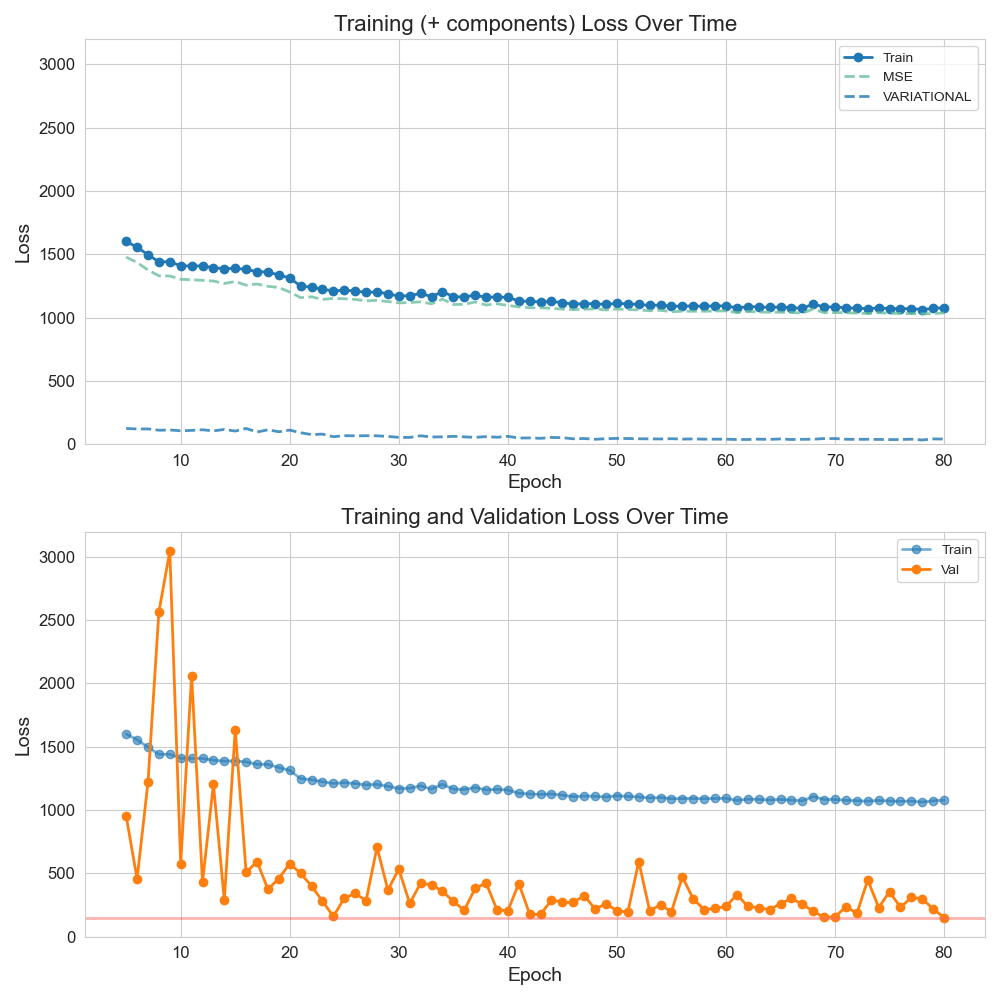 Training (+ components) Loss Over Time
Train
MSE
VARIATIONAL
3000
2500
2000
1500
1000
500
0
Loss
10 20 30 40 50 60 70 80
Epoch
Training and Validation Loss Over Time
Train
Val
3000
2500
2000
1500
1000
500
0
Loss
10 20 30 40 50 60 70 80
Epoch